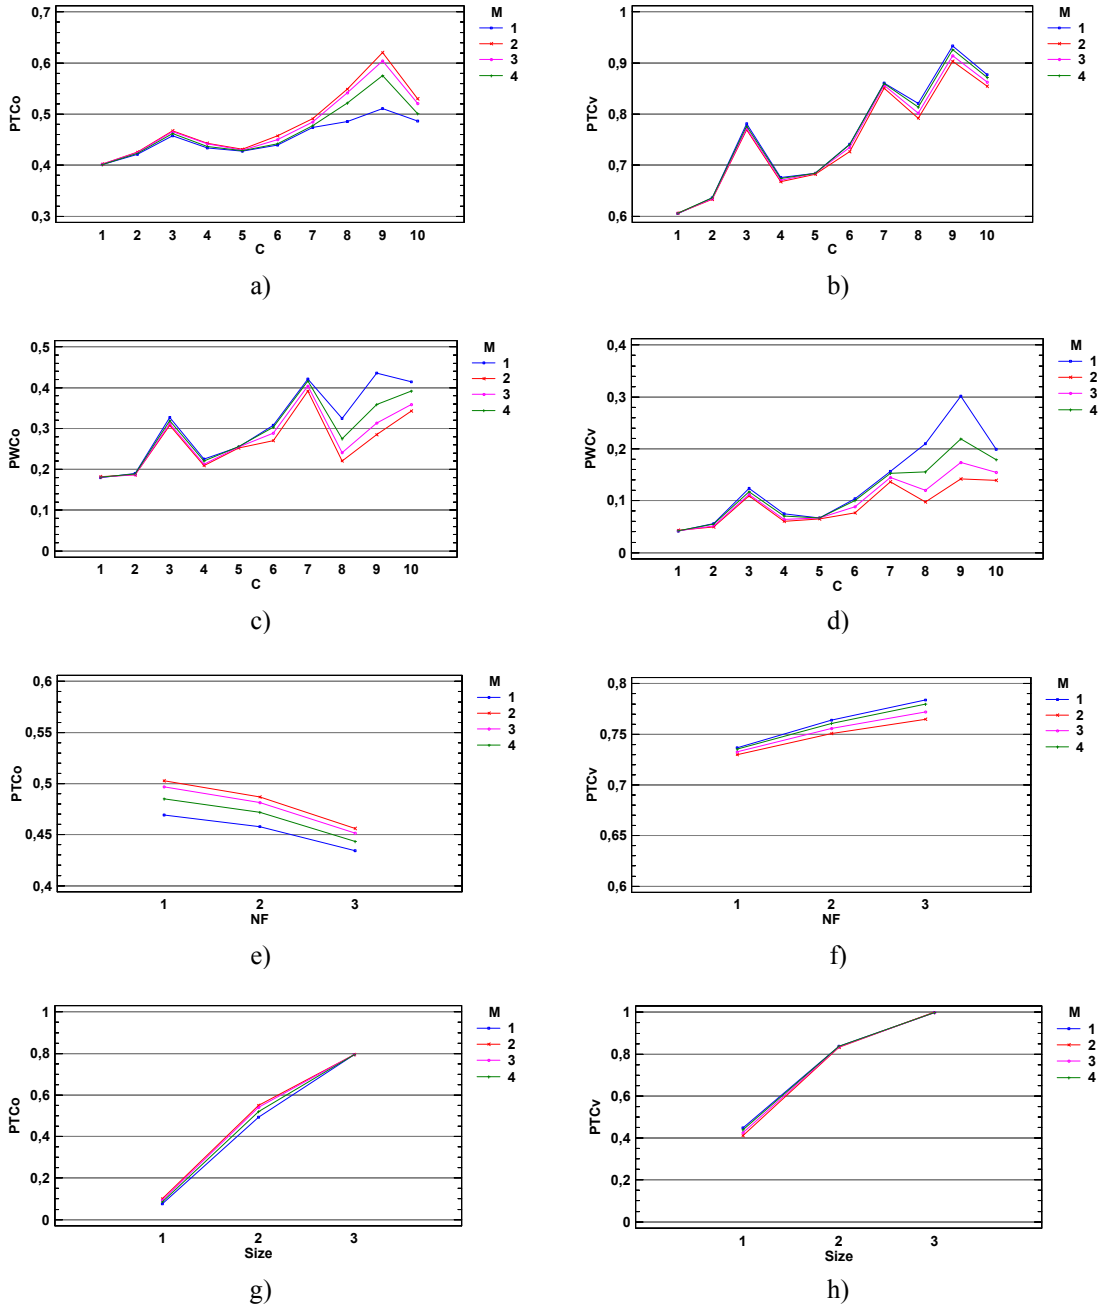 M
1
2
3
4
PTCo
0,7
0,6
0,5
0,4
0,3
1 2 3 4 5 6 7 8 9 10
C
a)
M
1
2
3
4
PTCv
1
0,9
0,8
0,7
0,6
1 2 3 4 5 6 7 8 9 10
C
b)
M
1
2
3
4
PWCo
0,5
0,4
0,3
0,2
0,1
0
1 2 3 4 5 6 7 8 9 10
C
c)
M
1
2
3
4
PWCv
0,4
0,3
0,2
0,1
0
1 2 3 4 5 6 7 8 9 10
C
d)
M
1
2
3
4
PTCo
0,6
0,55
0,5
0,45
0,4
1 2 3
NF
e)
M
1
2
3
4
PTCv
0,8
0,75
0,7
0,65
0,6
1 2 3
NF
f)
M
1
2
3
4
PTCo
1
0,8
0,6
0,4
0,2
0
1 2 3
Size
g)
M
1
2
3
4
PTCv
1
0,8
0,6
0,4
0,2
0
1 2 3
Size
h)